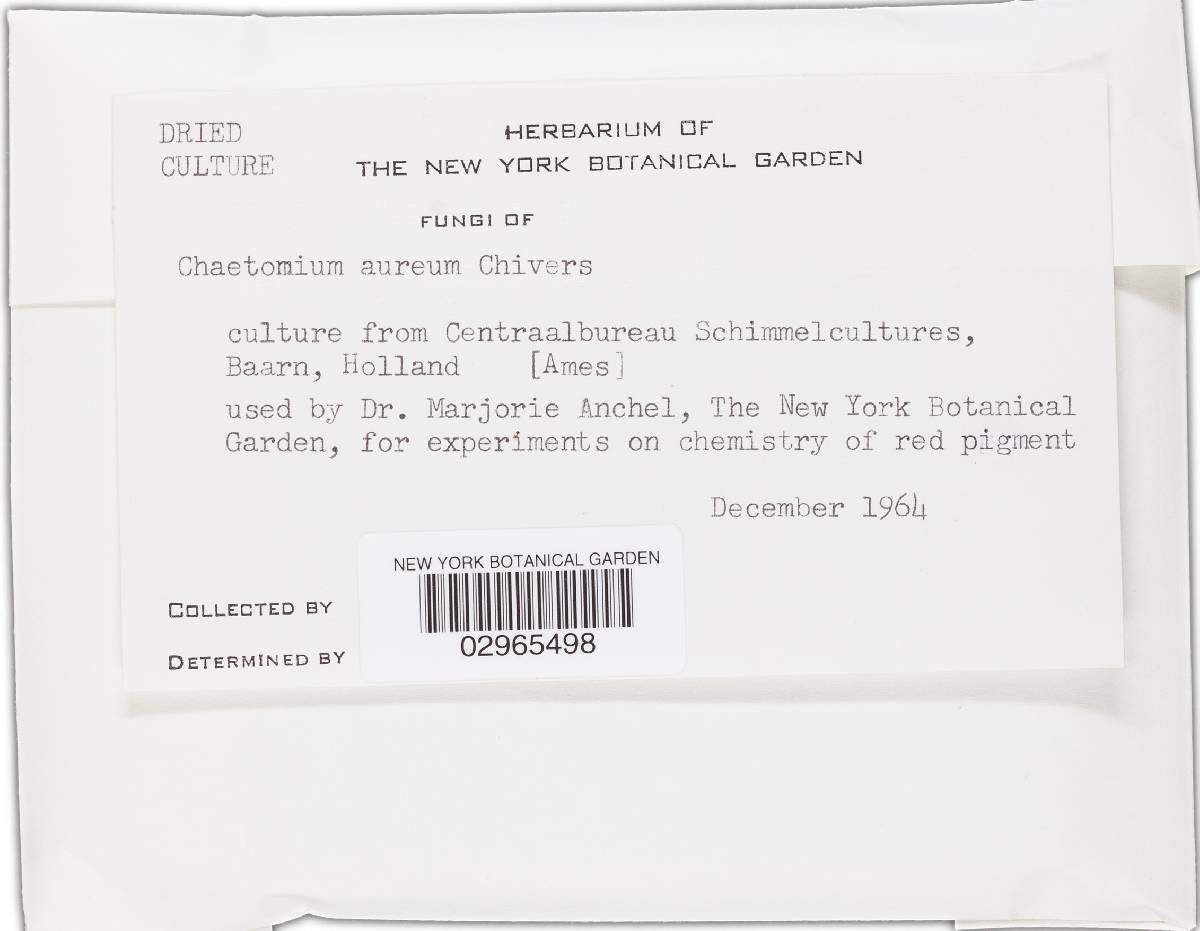 DRIED
CULTURE
HERBARIUM OF
THE NEW YORK BOTANICAL GARDEN
FUNGI OF
Chaetomium aureum Chivers
culture from Centraalbureau Schimmelcultures,
Baarn, Holland [Ames]
used by Dr. Marjorie Anchel, The New York Botanical
Garden, for experiments on chemistry of red pigment
December 1964
NEW YORK BOTANICAL GARDEN
02965498
COLLECTED BY
DETERMINED BY